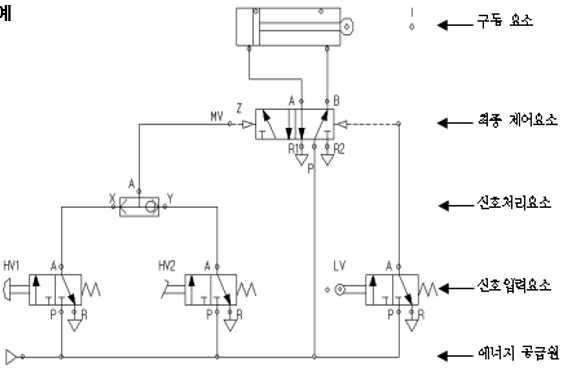 예
구동 요소
A B
MV Z
최종 제어요소
R1 R2
P
A
X Y
신호처리요소
HV1 A HV2 A LV A
신호입력요소
P R P R P R
에너지 공급원